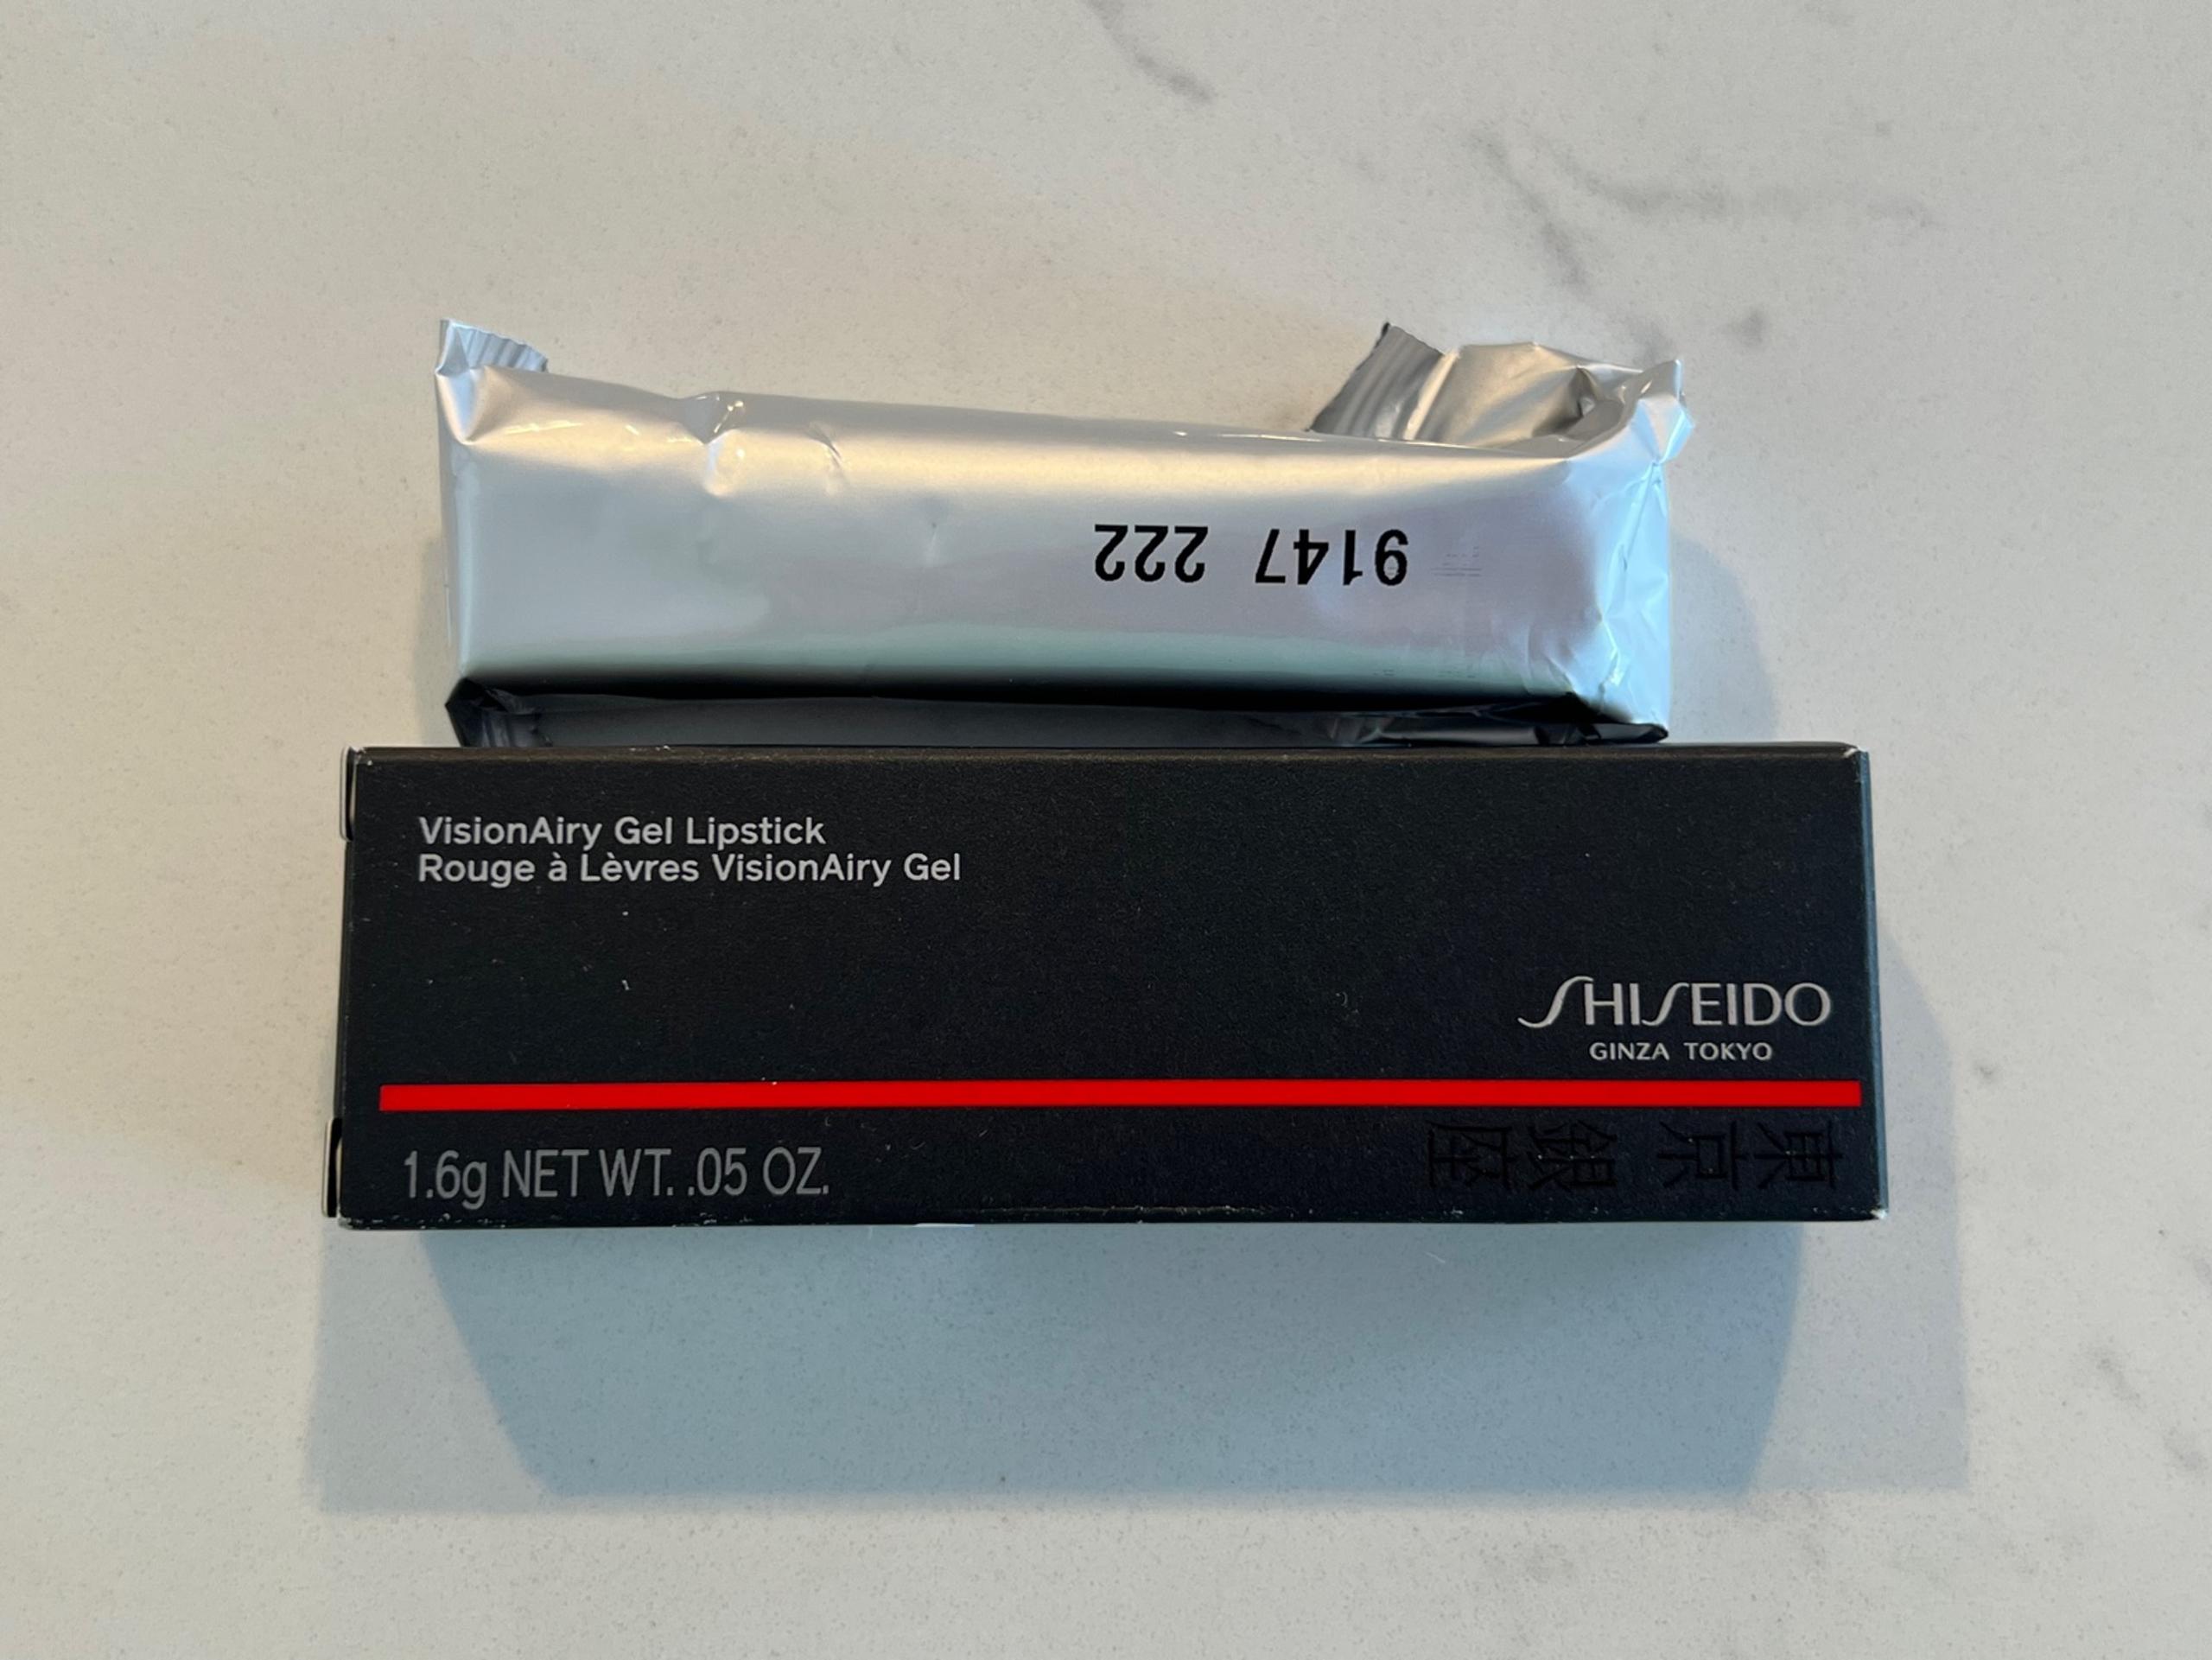 9147 222
VisionAiry Gel Lipstick
Rouge à Lèvres VisionAiry Gel
SHISEIDO
GINZA TOKYO
1.6g NET WT. .05 OZ.
東京 銀座